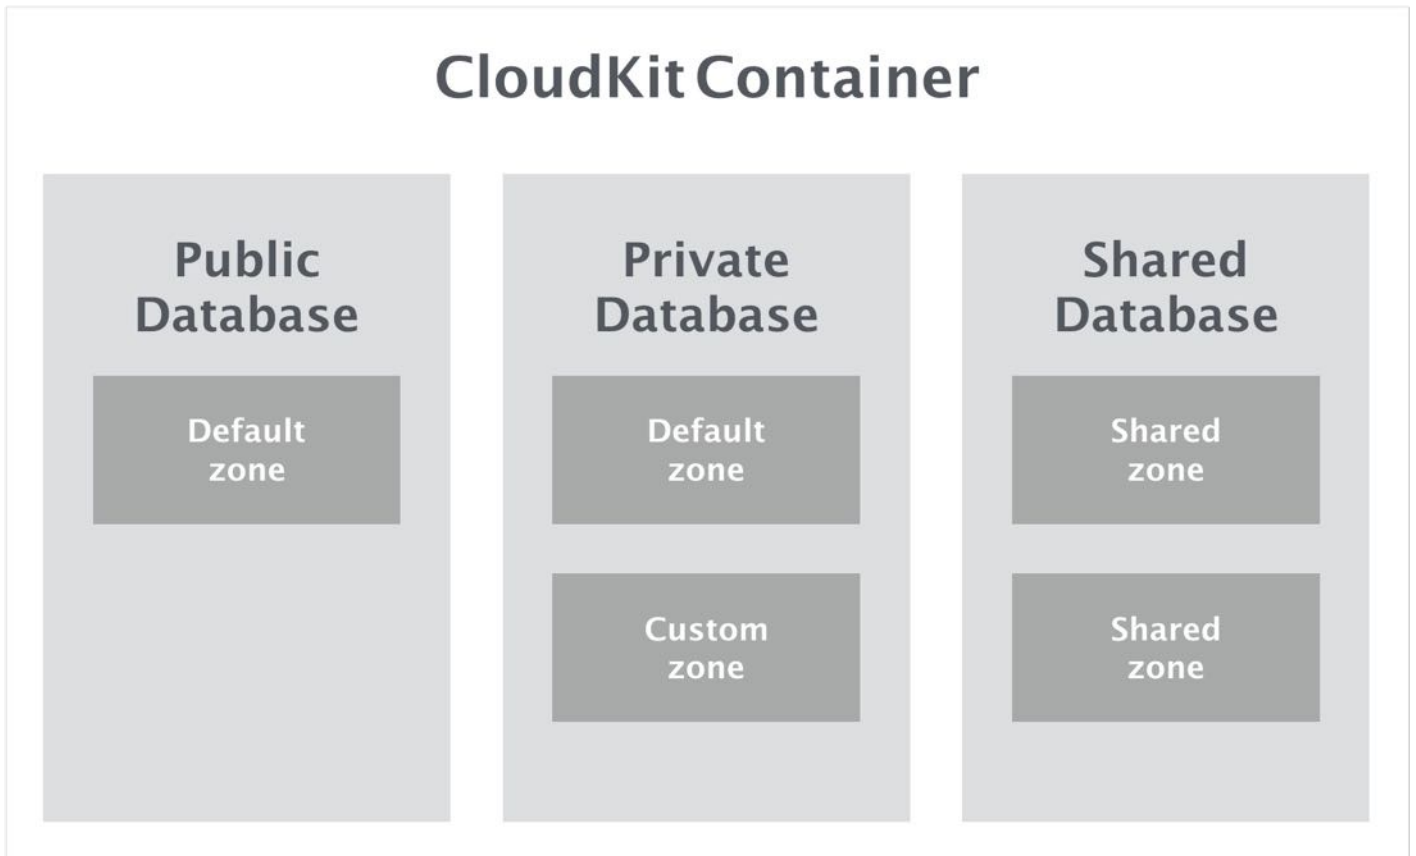 CloudKit Container
Public
Database
Default
zone
Private
Database
Default
zone
Custom
zone
Shared
Database
Shared
zone
Shared
zone